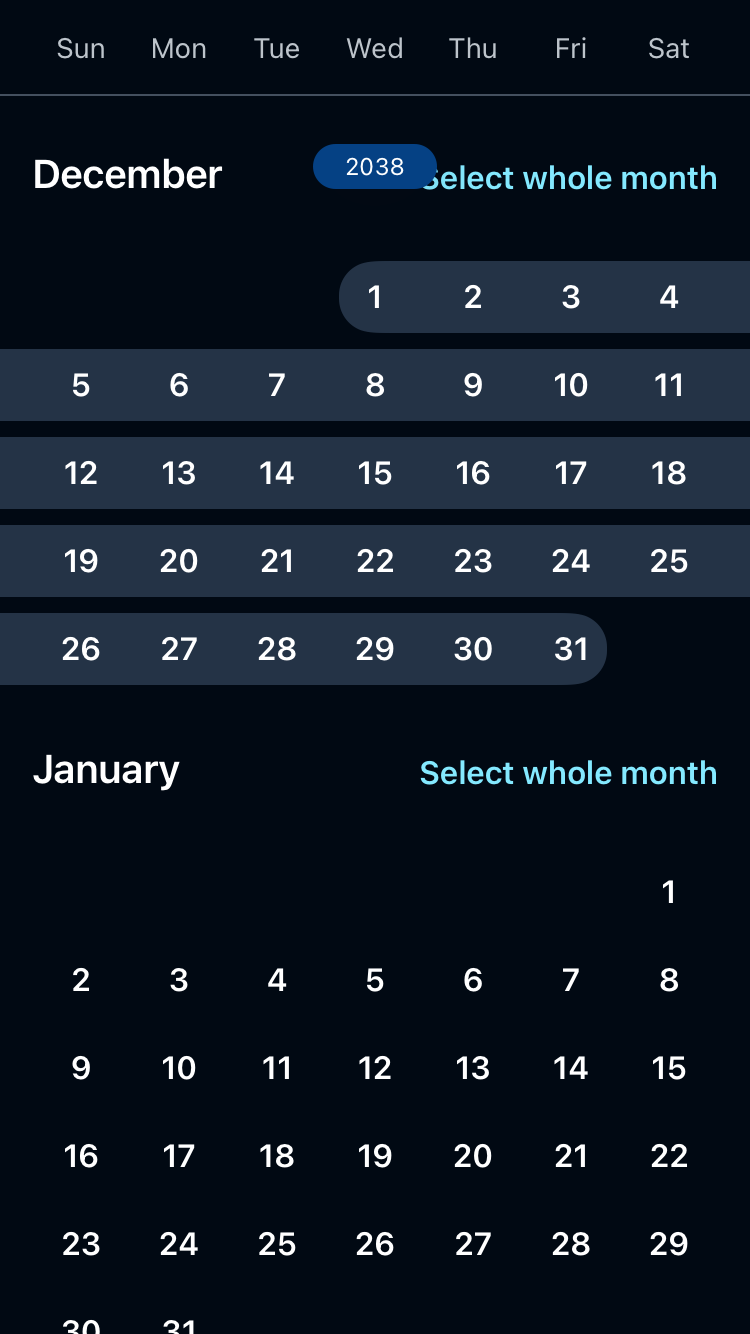 Sun Mon Tue Wed Thu Fri Sat
December 2038 Select whole month
1 2 3 4
5 6 7 8 9 10 11
12 13 14 15 16 17 18
19 20 21 22 23 24 25
26 27 28 29 30 31
January Select whole month
1
2 3 4 5 6 7 8
9 10 11 12 13 14 15
16 17 18 19 20 21 22
23 24 25 26 27 28 29
30 31